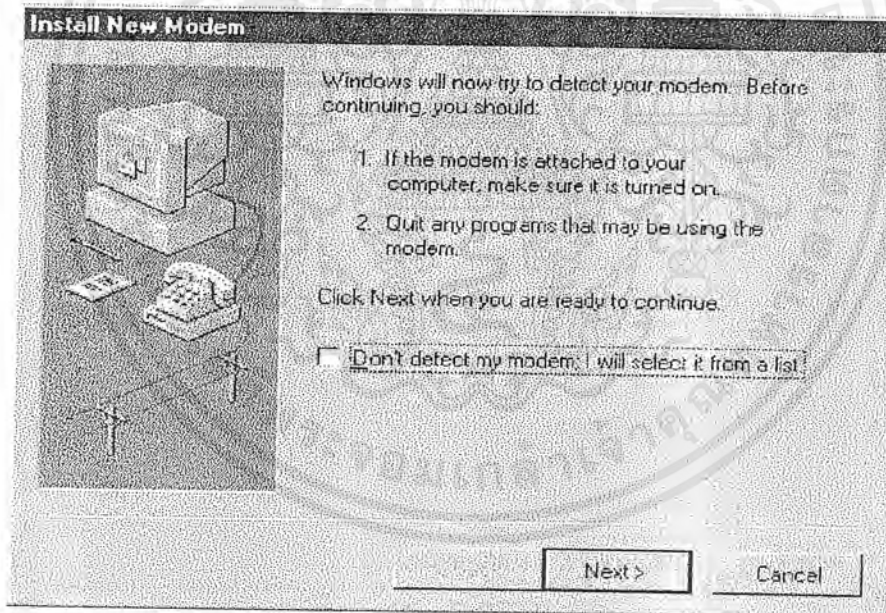 Install New Modem
Windows will now try to detect your modem. Before
continuing, you should:
1. If the modem is attached to your
computer, make sure it is turned on.
2. Quit any programs that may be using the
modem.
Click Next when you are ready to continue.
Don't detect my modem; I will select it from a list.
Next >
Cancel